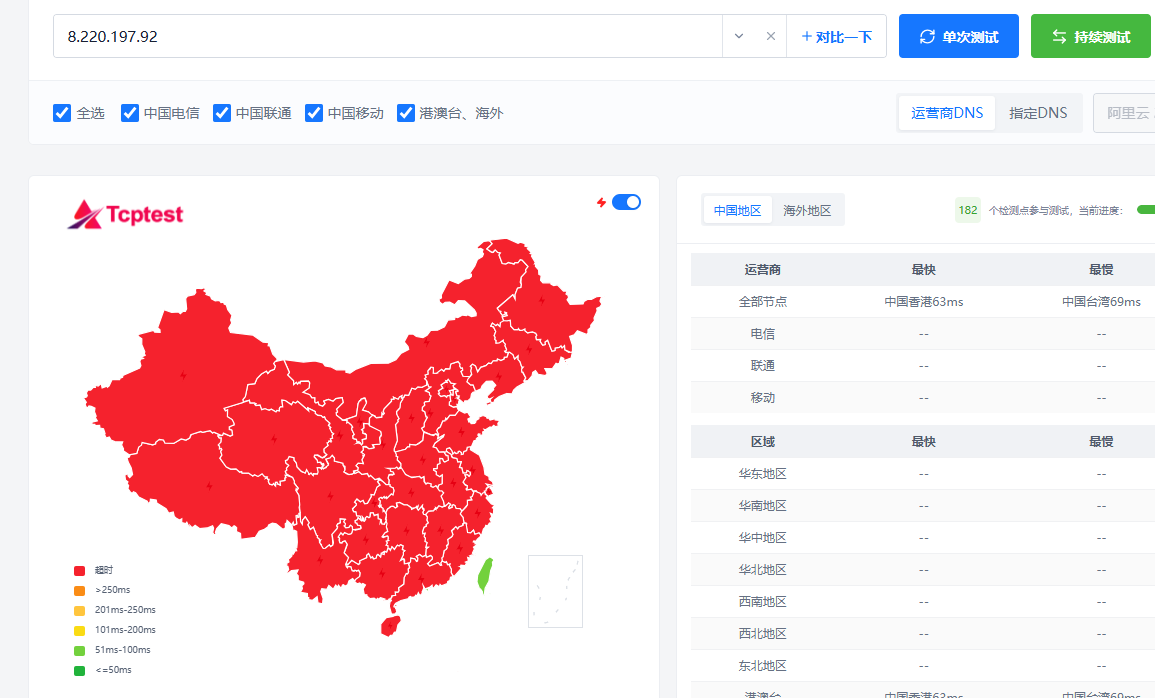 8.220.197.92 对比一下 单次测试 持续测试
全选 中国电信 中国联通 中国移动 港澳台、海外 运营商DNS 指定DNS 阿里云
Tcptest
中国地区 海外地区 182 个检测点参与测试，当前进度：
运营商 最快 最慢
全部节点 中国香港63ms 中国台湾69ms
电信 -- --
联通 -- --
移动 -- --
区域 最快 最慢
华东地区 -- --
华南地区 -- --
华中地区 -- --
华北地区 -- --
西南地区 -- --
西北地区 -- --
东北地区 -- --
港澳台 中国香港63ms 中国台湾69ms
超时
>250ms
201ms-250ms
101ms-200ms
51ms-100ms
<=50ms